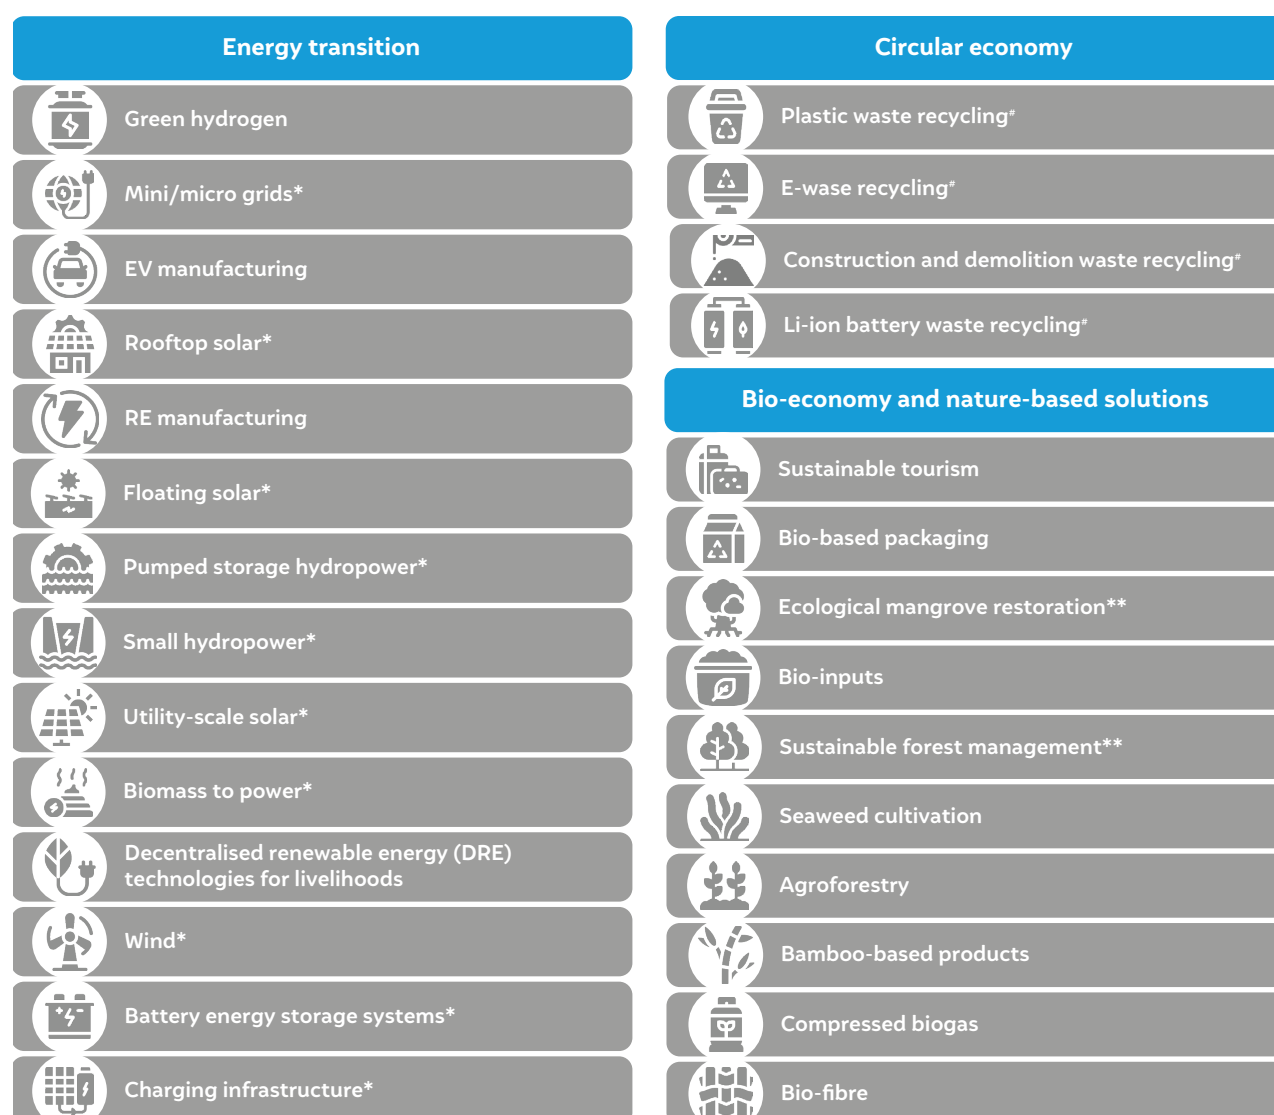 Energy transition
Green hydrogen
Mini/micro grids*
EV manufacturing
Rooftop solar*
RE manufacturing
Floating solar*
Pumped storage hydropower*
Small hydropower*
Utility-scale solar*
Biomass to power*
Decentralised renewable energy (DRE)
technologies for livelihoods
Wind*
Battery energy storage systems*
Charging infrastructure*
Circular economy
Plastic waste recycling#
E-wase recycling#
Construction and demolition waste recycling#
Li-ion battery waste recycling#
Bio-economy and nature-based solutions
Sustainable tourism
Bio-based packaging
Ecological mangrove restoration**
Bio-inputs
Sustainable forest management**
Seaweed cultivation
Agroforestry
Bamboo-based products
Compressed biogas
Bio-fibre